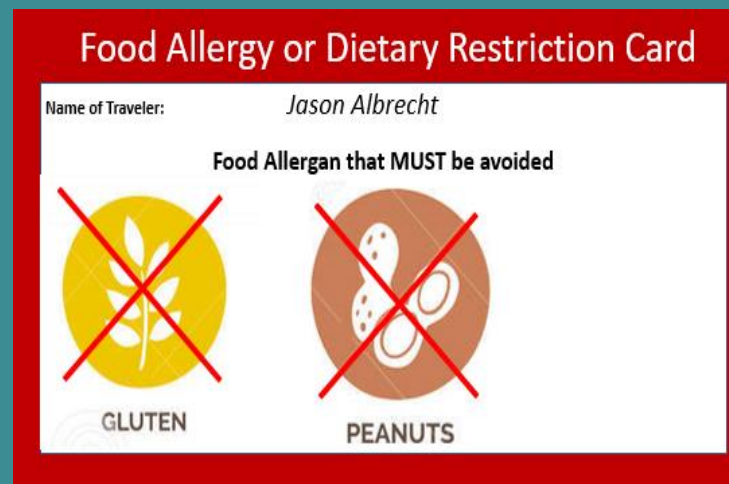 Food Allergy or Dietary Restriction Card
Name of Traveler: Jason Albrecht
Food Allergan that MUST be avoided
GLUTEN
PEANUTS